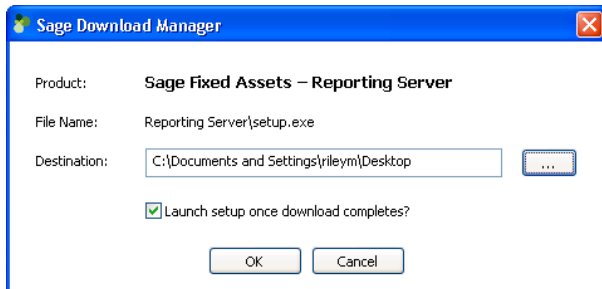 Sage Download Manager
Product: Sage Fixed Assets – Reporting Server
File Name: Reporting Server\setup.exe
Destination: C:\Documents and Settings\rileym\Desktop ...
Launch setup once download completes?
OK Cancel